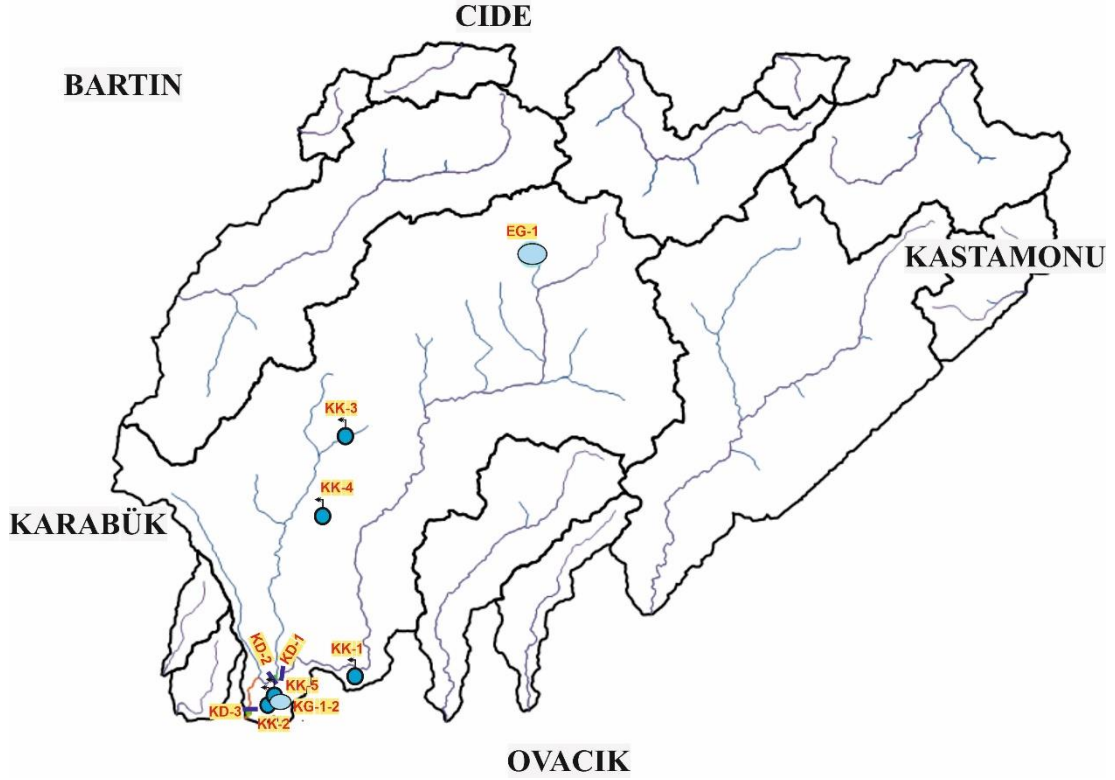 CIDE
BARTIN
EG-1
KASTAMONU
KK-3
KK-4
KARABÜK
KD-2
KD-1
KK-1
KK-5
KG-1-2
KD-3
KK-2
OVACIK